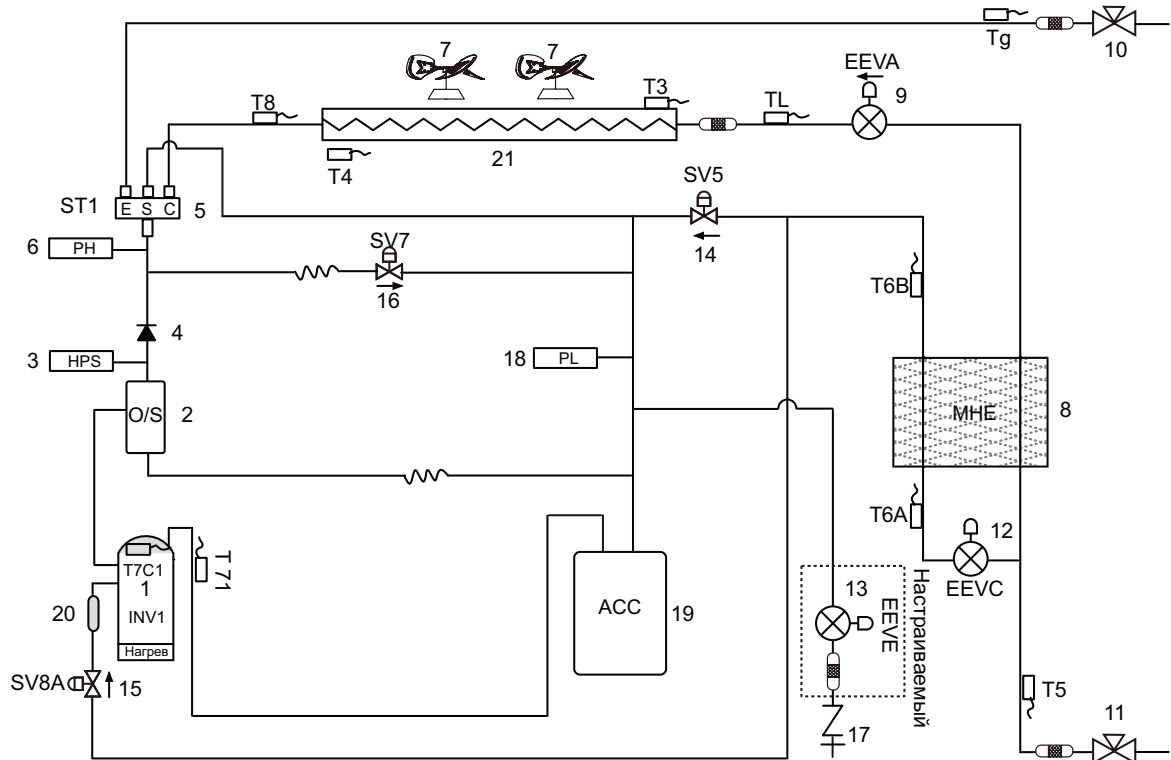 Tg
10
7
7
EEVA
9
T8
T3
TL
T4
21
ST1
E S C
5
SV5
14
6
PH
SV7
16
T6B
4
3
HPS
18
PL
O/S
2
MHE
8
T6A
12
EEVC
T7C1
1
INV1
Нагрев
T 71
20
SV8A
15
ACC
19
13
EEVE
Настраиваемый
17
T5
11